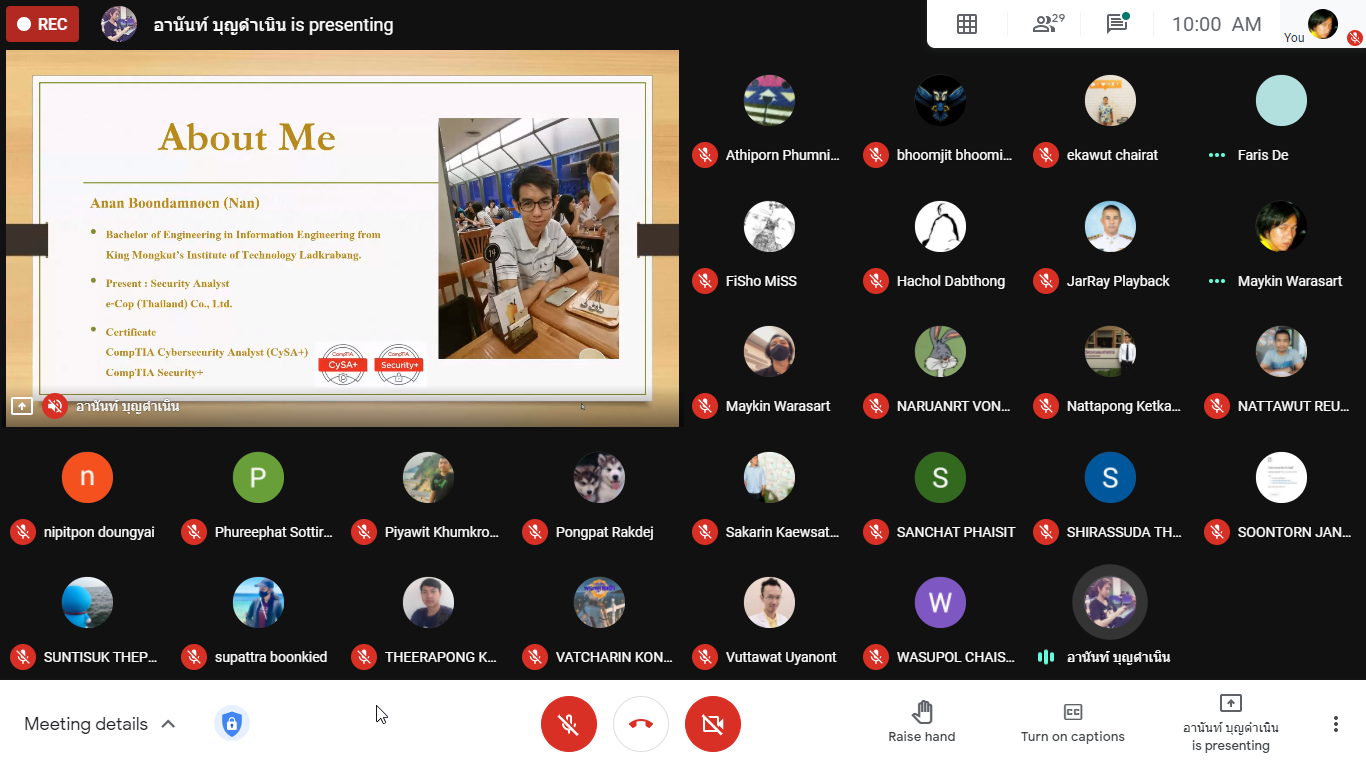 REC
อานันท์ บุญดำเนิน is presenting
29
10:00 AM
You
About Me
Anan Boondamnoen (Nan)
• Bachelor of Engineering in Information Engineering from
King Mongkut's Institute of Technology Ladkrabang.
• Present : Security Analyst
e-Cop (Thailand) Co., Ltd.
• Certificate
CompTIA Cybersecurity Analyst (CySA+)
CompTIA Security+
CompTIA
CySA+
CompTIA
Security+
14
อานันท์ บุญดำเนิน
Athiporn Phumni...
bhoomjit bhoomi...
ekawut chairat
Faris De
FiSho MiSS
Hachol Dabthong
JarRay Playback
Maykin Warasart
Maykin Warasart
NARUANRT VON...
Nattapong Ketka...
NATTAWUT REU...
n
P
S
S
nipitpon doungyai
Phureephat Sottir...
Piyawit Khumkro...
Pongpat Rakdej
Sakarin Kaewsat...
SANCHAT PHAISIT
SHIRASSUDA TH...
SOONTORN JAN...
W
SUNTISUK THEP...
supattra boonkied
THEERAPONG K...
VATCHARIN KON...
Vuttawat Uyanont
WASUPOL CHAIS...
อานันท์ บุญดำเนิน
Meeting details
Raise hand
Turn on captions
อานันท์ บุญดำเนิน
is presenting